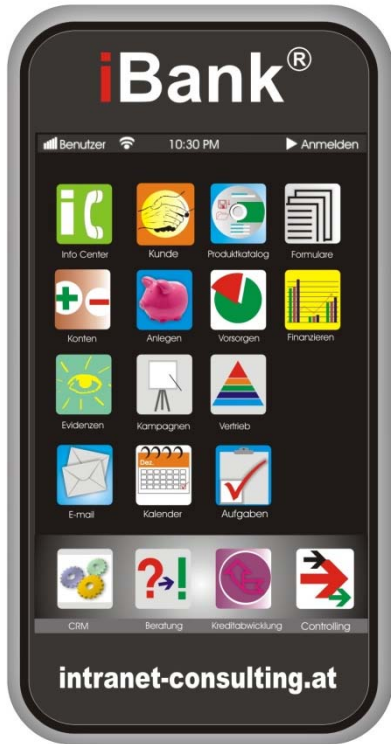 iBank®
Benutzer 10:30 PM Anmelden
Info Center Kunde Produktkatalog Formulare
Konten Anlegen Vorsorgen Finanzieren
Evidenzen Kampagnen Vertrieb
Dez.
E-mail Kalender Aufgaben
CRM Beratung Kreditabwicklung Controlling
intranet-consulting.at